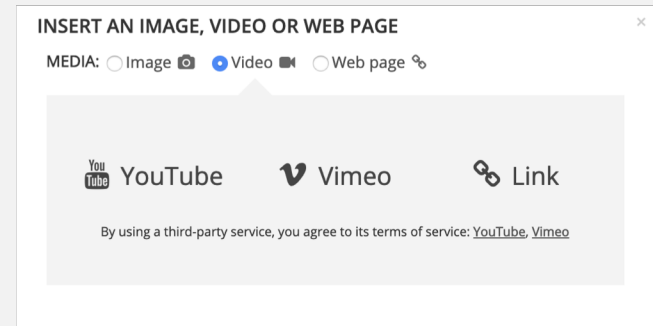 INSERT AN IMAGE, VIDEO OR WEB PAGE ×
MEDIA: Image Video Web page
You Tube YouTube Vimeo Link
By using a third-party service, you agree to its terms of service: YouTube, Vimeo